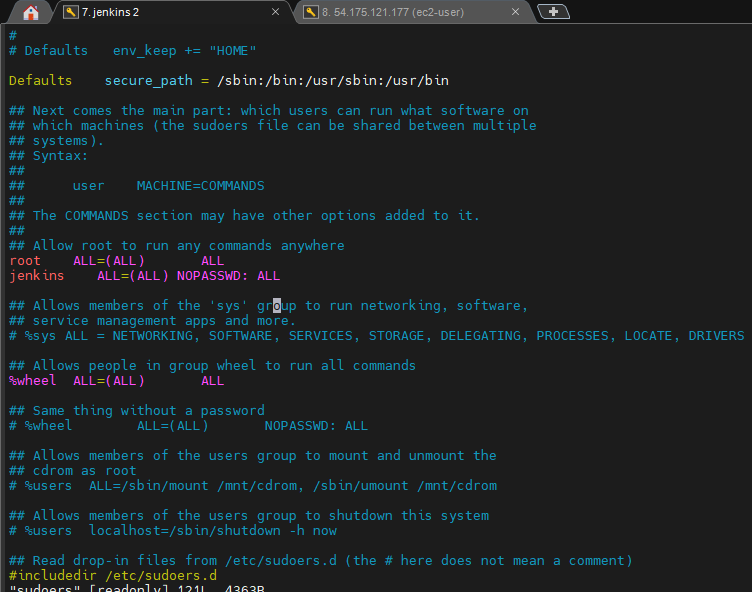 7. jenkins 2
8. 54.175.121.177 (ec2-user)
#
# Defaults   env_keep += "HOME"
Defaults    secure_path = /sbin:/bin:/usr/sbin:/usr/bin
## Next comes the main part: which users can run what software on
## which machines (the sudoers file can be shared between multiple
## systems).
## Syntax:
##
##      user    MACHINE=COMMANDS
##
## The COMMANDS section may have other options added to it.
##
## Allow root to run any commands anywhere
root    ALL=(ALL)       ALL
jenkins    ALL=(ALL) NOPASSWD: ALL
## Allows members of the 'sys' group to run networking, software,
## service management apps and more.
# %sys ALL = NETWORKING, SOFTWARE, SERVICES, STORAGE, DELEGATING, PROCESSES, LOCATE, DRIVERS
## Allows people in group wheel to run all commands
%wheel  ALL=(ALL)       ALL
## Same thing without a password
# %wheel        ALL=(ALL)       NOPASSWD: ALL
## Allows members of the users group to mount and unmount the
## cdrom as root
# %users  ALL=/sbin/mount /mnt/cdrom, /sbin/umount /mnt/cdrom
## Allows members of the users group to shutdown this system
# %users  localhost=/sbin/shutdown -h now
## Read drop-in files from /etc/sudoers.d (the # here does not mean a comment)
#includedir /etc/sudoers.d
"sudoers" [readonly] 121L, 4363B